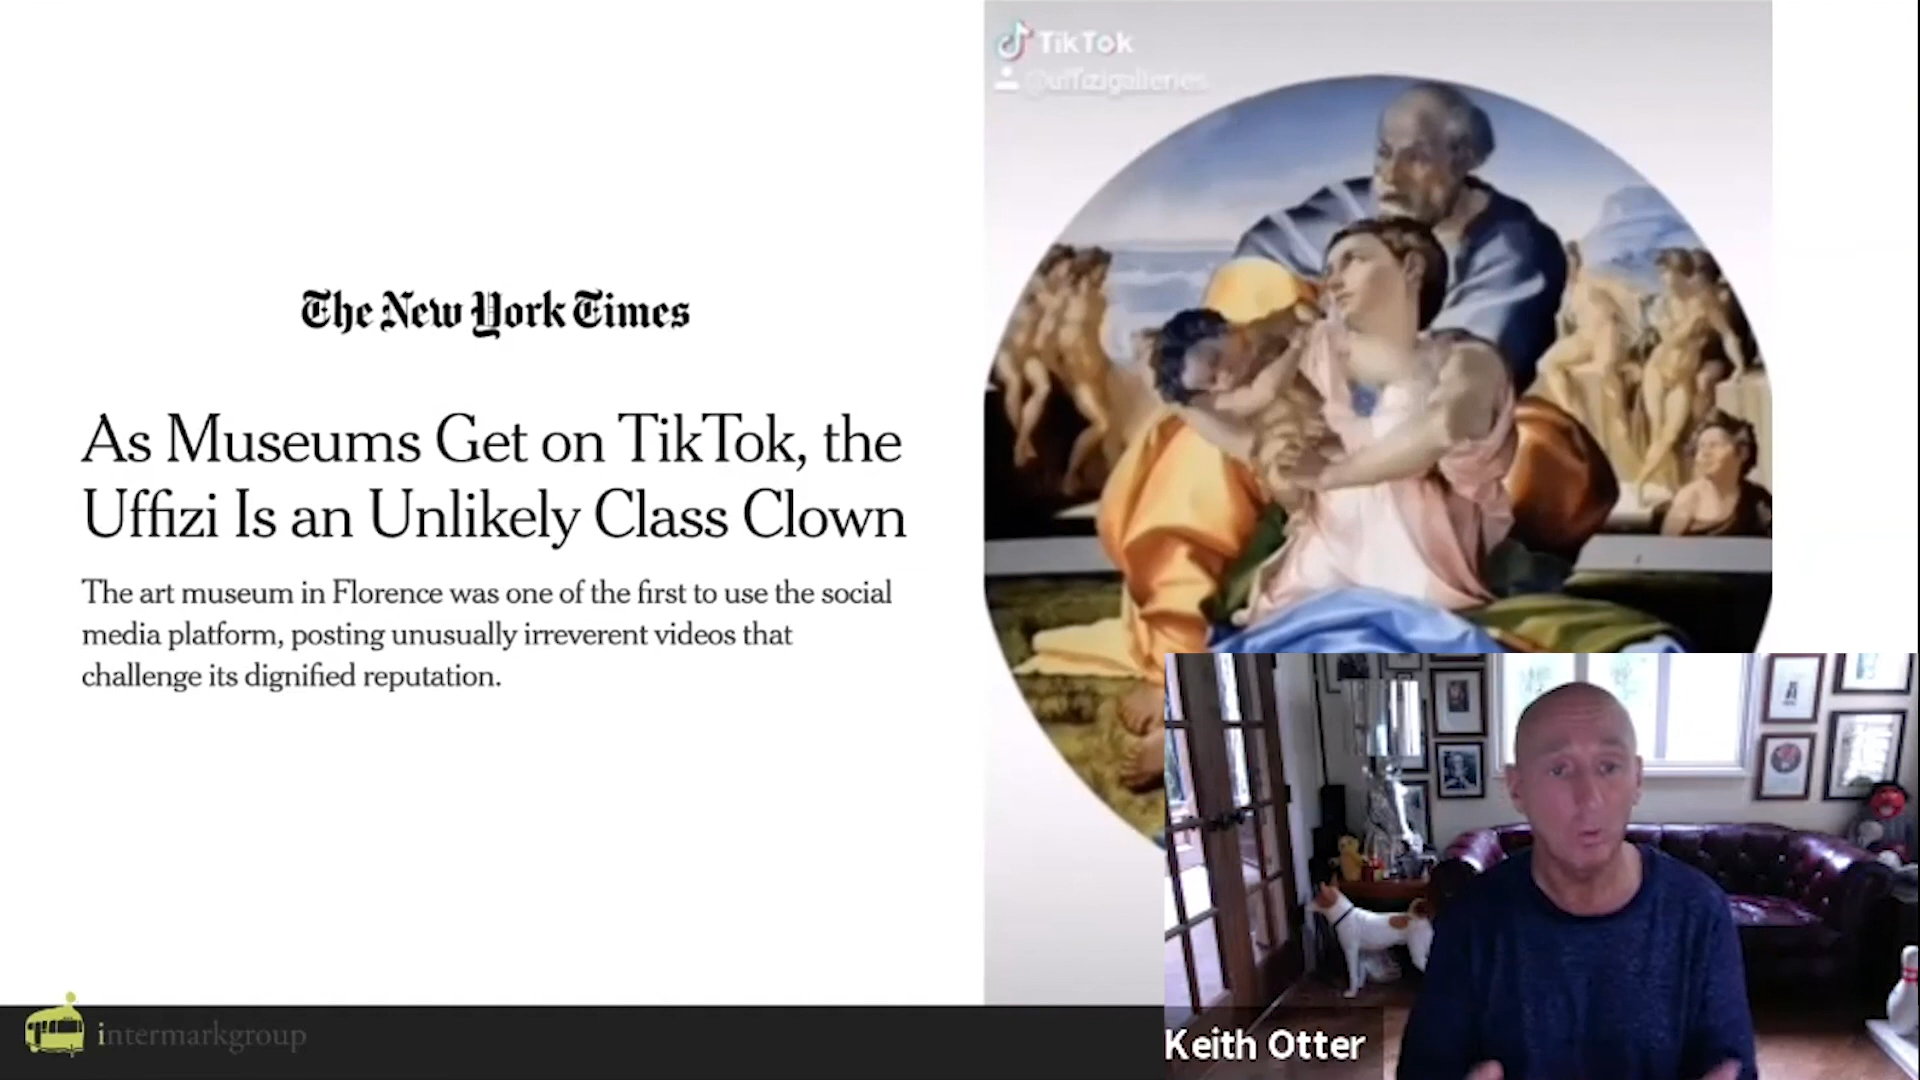 TikTok
@uffizigalleries
The New York Times
As Museums Get on TikTok, the
Uffizi Is an Unlikely Class Clown
The art museum in Florence was one of the first to use the social
media platform, posting unusually irreverent videos that
challenge its dignified reputation.
intermarkgroup
Keith Otter